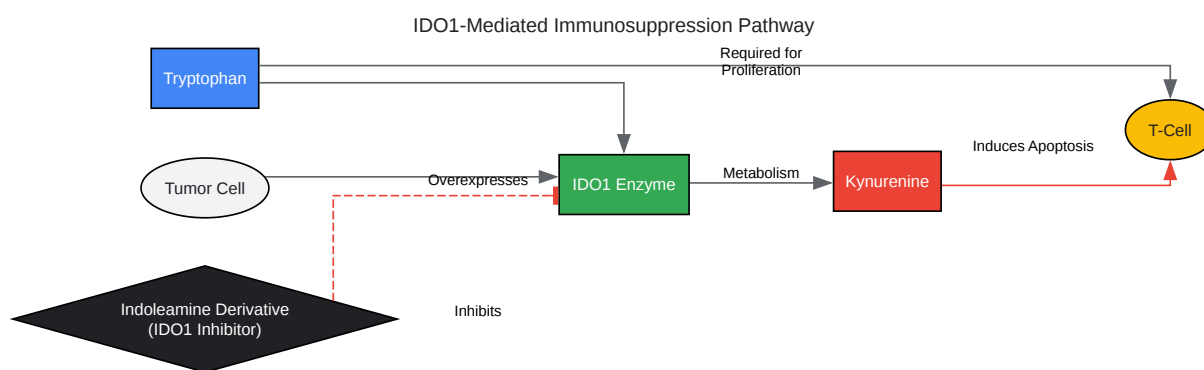 IDO1-Mediated Immunosuppression Pathway
Required for
Proliferation
Tryptophan
T-Cell
Induces Apoptosis
Overexpresses
Metabolism
Tumor Cell
IDO1 Enzyme
Kynurenine
Indoleamine Derivative
(IDO1 Inhibitor)
Inhibits